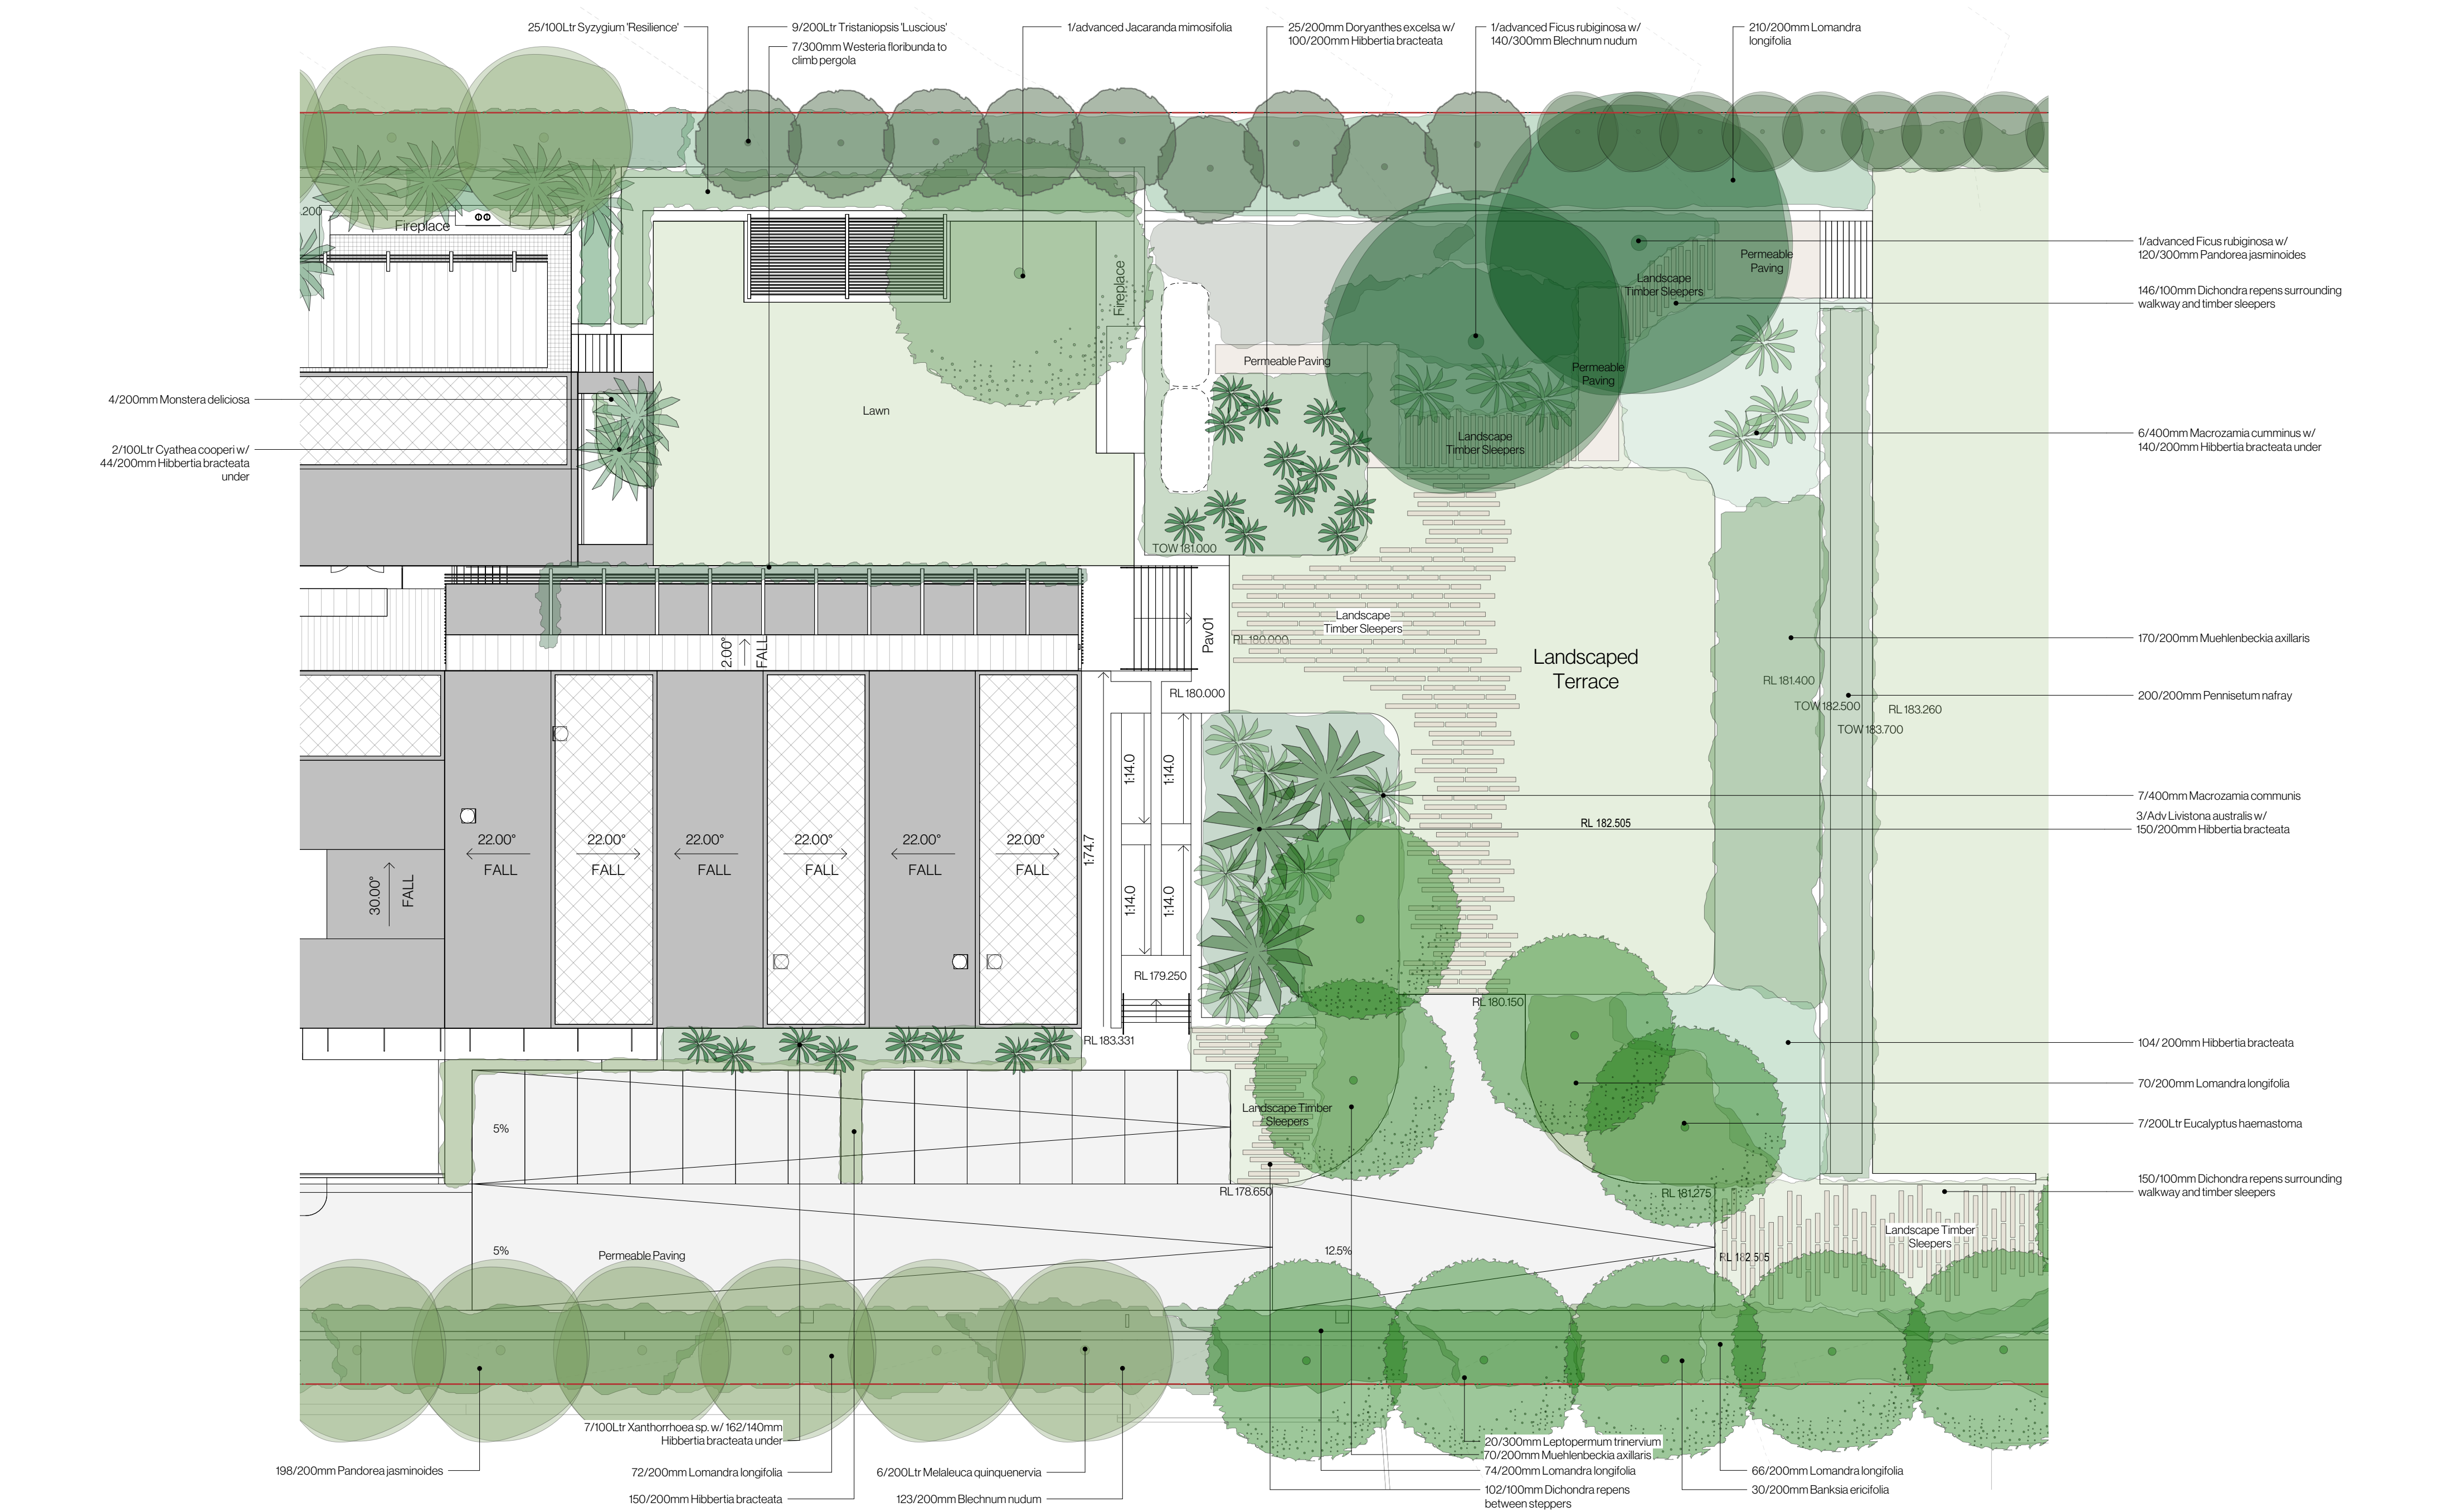 25/100Ltr Syzygium 'Resilience'
9/200Ltr Tristaniopsis 'Luscious'
7/300mm Westeria floribunda to
climb pergola
1/advanced Jacaranda mimosifolia
25/200mm Doryanthes excelsa w/
100/200mm Hibbertia bracteata
1/advanced Ficus rubiginosa w/
140/300mm Blechnum nudum
210/200mm Lomandra
longifolia
.200
Fireplace
Fireplace
Permeable
Paving
Landscape
Timber Sleepers
1/advanced Ficus rubiginosa w/
120/300mm Pandorea jasminoides
146/100mm Dichondra repens surrounding
walkway and timber sleepers
Permeable Paving
Permeable
Paving
4/200mm Monstera deliciosa
Lawn
2/100Ltr Cyathea cooperi w/
44/200mm Hibbertia bracteata
under
Landscape
Timber Sleepers
6/400mm Macrozamia cumminus w/
140/200mm Hibbertia bracteata under
TOW 181.000
Landscape
Timber Sleepers
RL 180.000
Pav01
2.00°
FALL
Landscaped
Terrace
170/200mm Muehlenbeckia axillaris
RL 181.400
RL 180.000
200/200mm Pennisetum nafray
TOW 182.500
RL 183.260
TOW 183.700
1:14.0
1:14.0
7/400mm Macrozamia communis
3/Adv Livistona australis w/
150/200mm Hibbertia bracteata
RL 182.505
22.00°
FALL
22.00°
FALL
22.00°
FALL
22.00°
FALL
22.00°
FALL
22.00°
FALL
1:74.7
30.00°
FALL
1:14.0
1:14.0
RL 179.250
RL 180.150
RL 183.331
104/ 200mm Hibbertia bracteata
70/200mm Lomandra longifolia
Landscape Timber
Sleepers
7/200Ltr Eucalyptus haemastoma
5%
RL 178.650
RL 181.275
150/100mm Dichondra repens surrounding
walkway and timber sleepers
Landscape Timber
Sleepers
5%
Permeable Paving
12.5%
RL 182.505
7/100Ltr Xanthorrhoea sp. w/ 162/140mm
Hibbertia bracteata under
198/200mm Pandorea jasminoides
72/200mm Lomandra longifolia
150/200mm Hibbertia bracteata
6/200Ltr Melaleuca quinquenervia
123/200mm Blechnum nudum
20/300mm Leptopermum trinervium
70/200mm Muehlenbeckia axillaris
74/200mm Lomandra longifolia
102/100mm Dichondra repens
between steppers
66/200mm Lomandra longifolia
30/200mm Banksia ericifolia